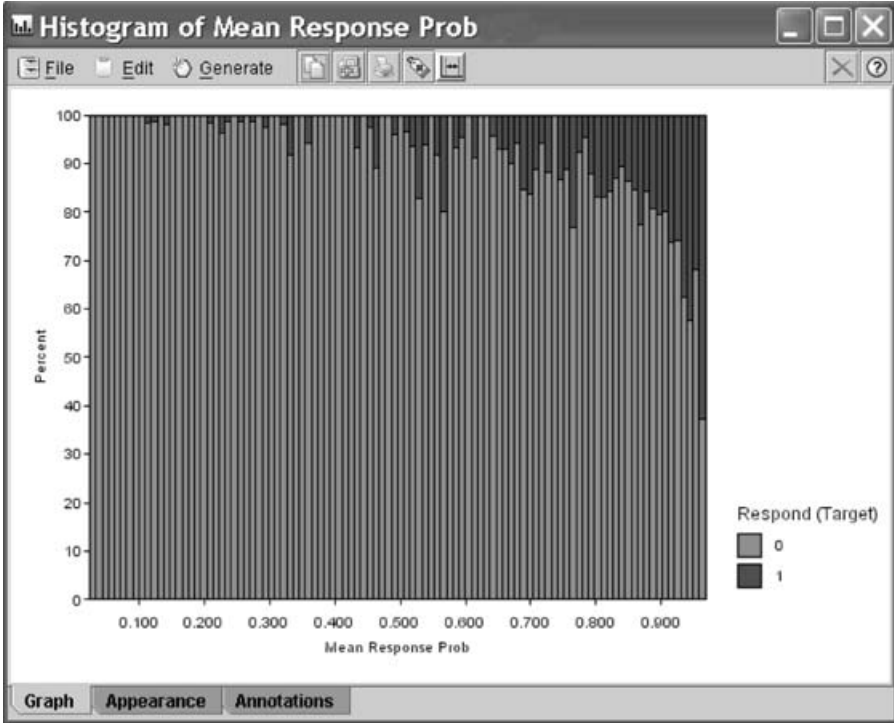 Histogram of Mean Response Prob
File Edit Generate
100
90
80
70
60
50
40
30
20
10
0
Percent
0.100 0.200 0.300 0.400 0.500 0.600 0.700 0.800 0.900
Mean Response Prob
Respond (Target)
0
1
Graph Appearance Annotations